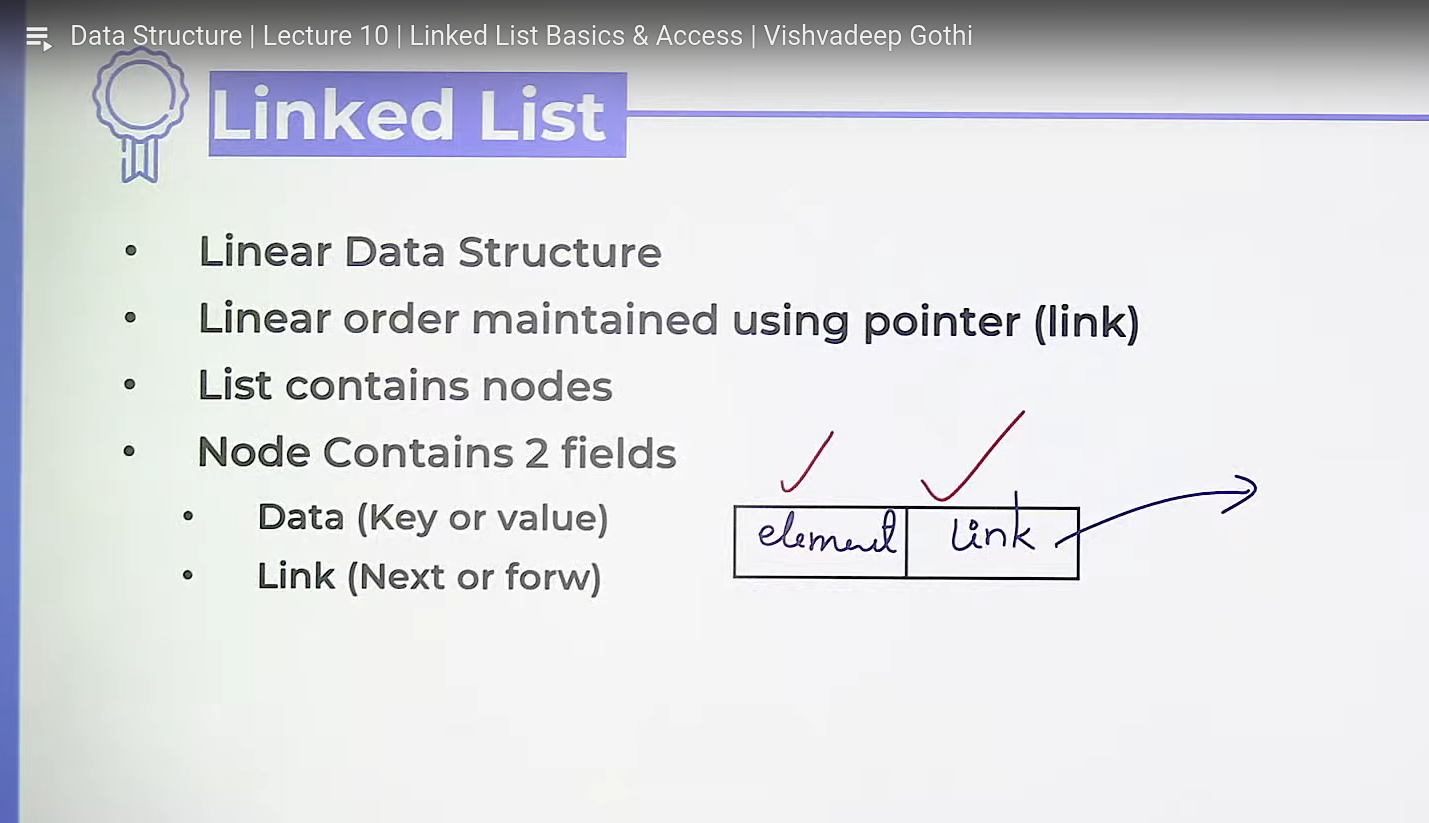 Data Structure | Lecture 10 | Linked List Basics & Access | Vishvadeep Gothi
Linked List
• Linear Data Structure
• Linear order maintained using pointer (link)
• List contains nodes
• Node Contains 2 fields
• Data (Key or value)
• Link (Next or forw)
element Link